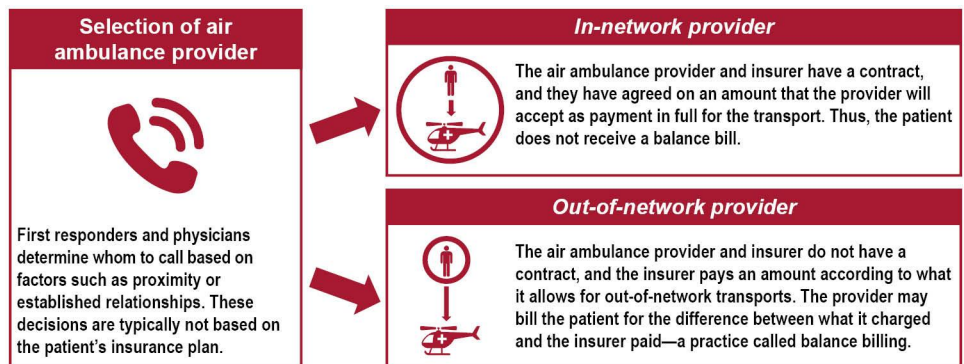 Selection of air
ambulance provider
First responders and physicians
determine whom to call based on
factors such as proximity or
established relationships. These
decisions are typically not based on
the patient's insurance plan.
In-network provider
The air ambulance provider and insurer have a contract,
and they have agreed on an amount that the provider will
accept as payment in full for the transport. Thus, the patient
does not receive a balance bill.
Out-of-network provider
The air ambulance provider and insurer do not have a
contract, and the insurer pays an amount according to what
it allows for out-of-network transports. The provider may
bill the patient for the difference between what it charged
and the insurer paid—a practice called balance billing.